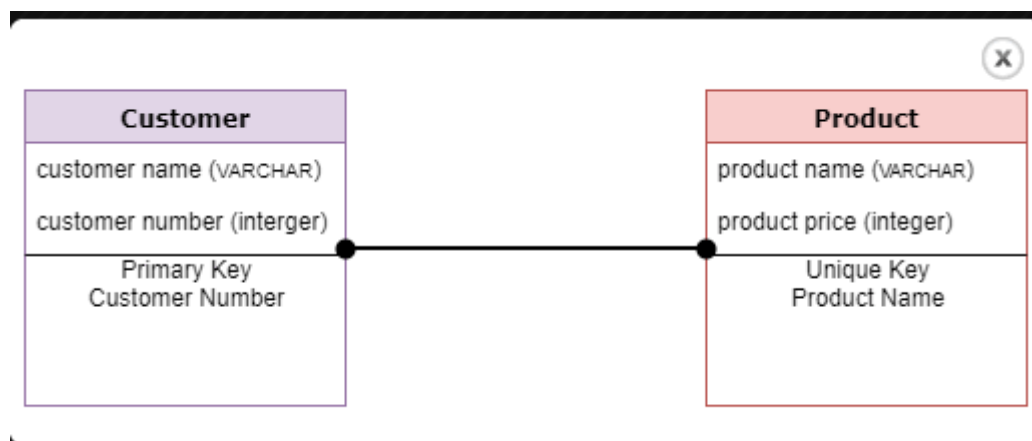 X
Customer
customer name (VARCHAR)
customer number (interger)
Primary Key
Customer Number
Product
product name (VARCHAR)
product price (integer)
Unique Key
Product Name